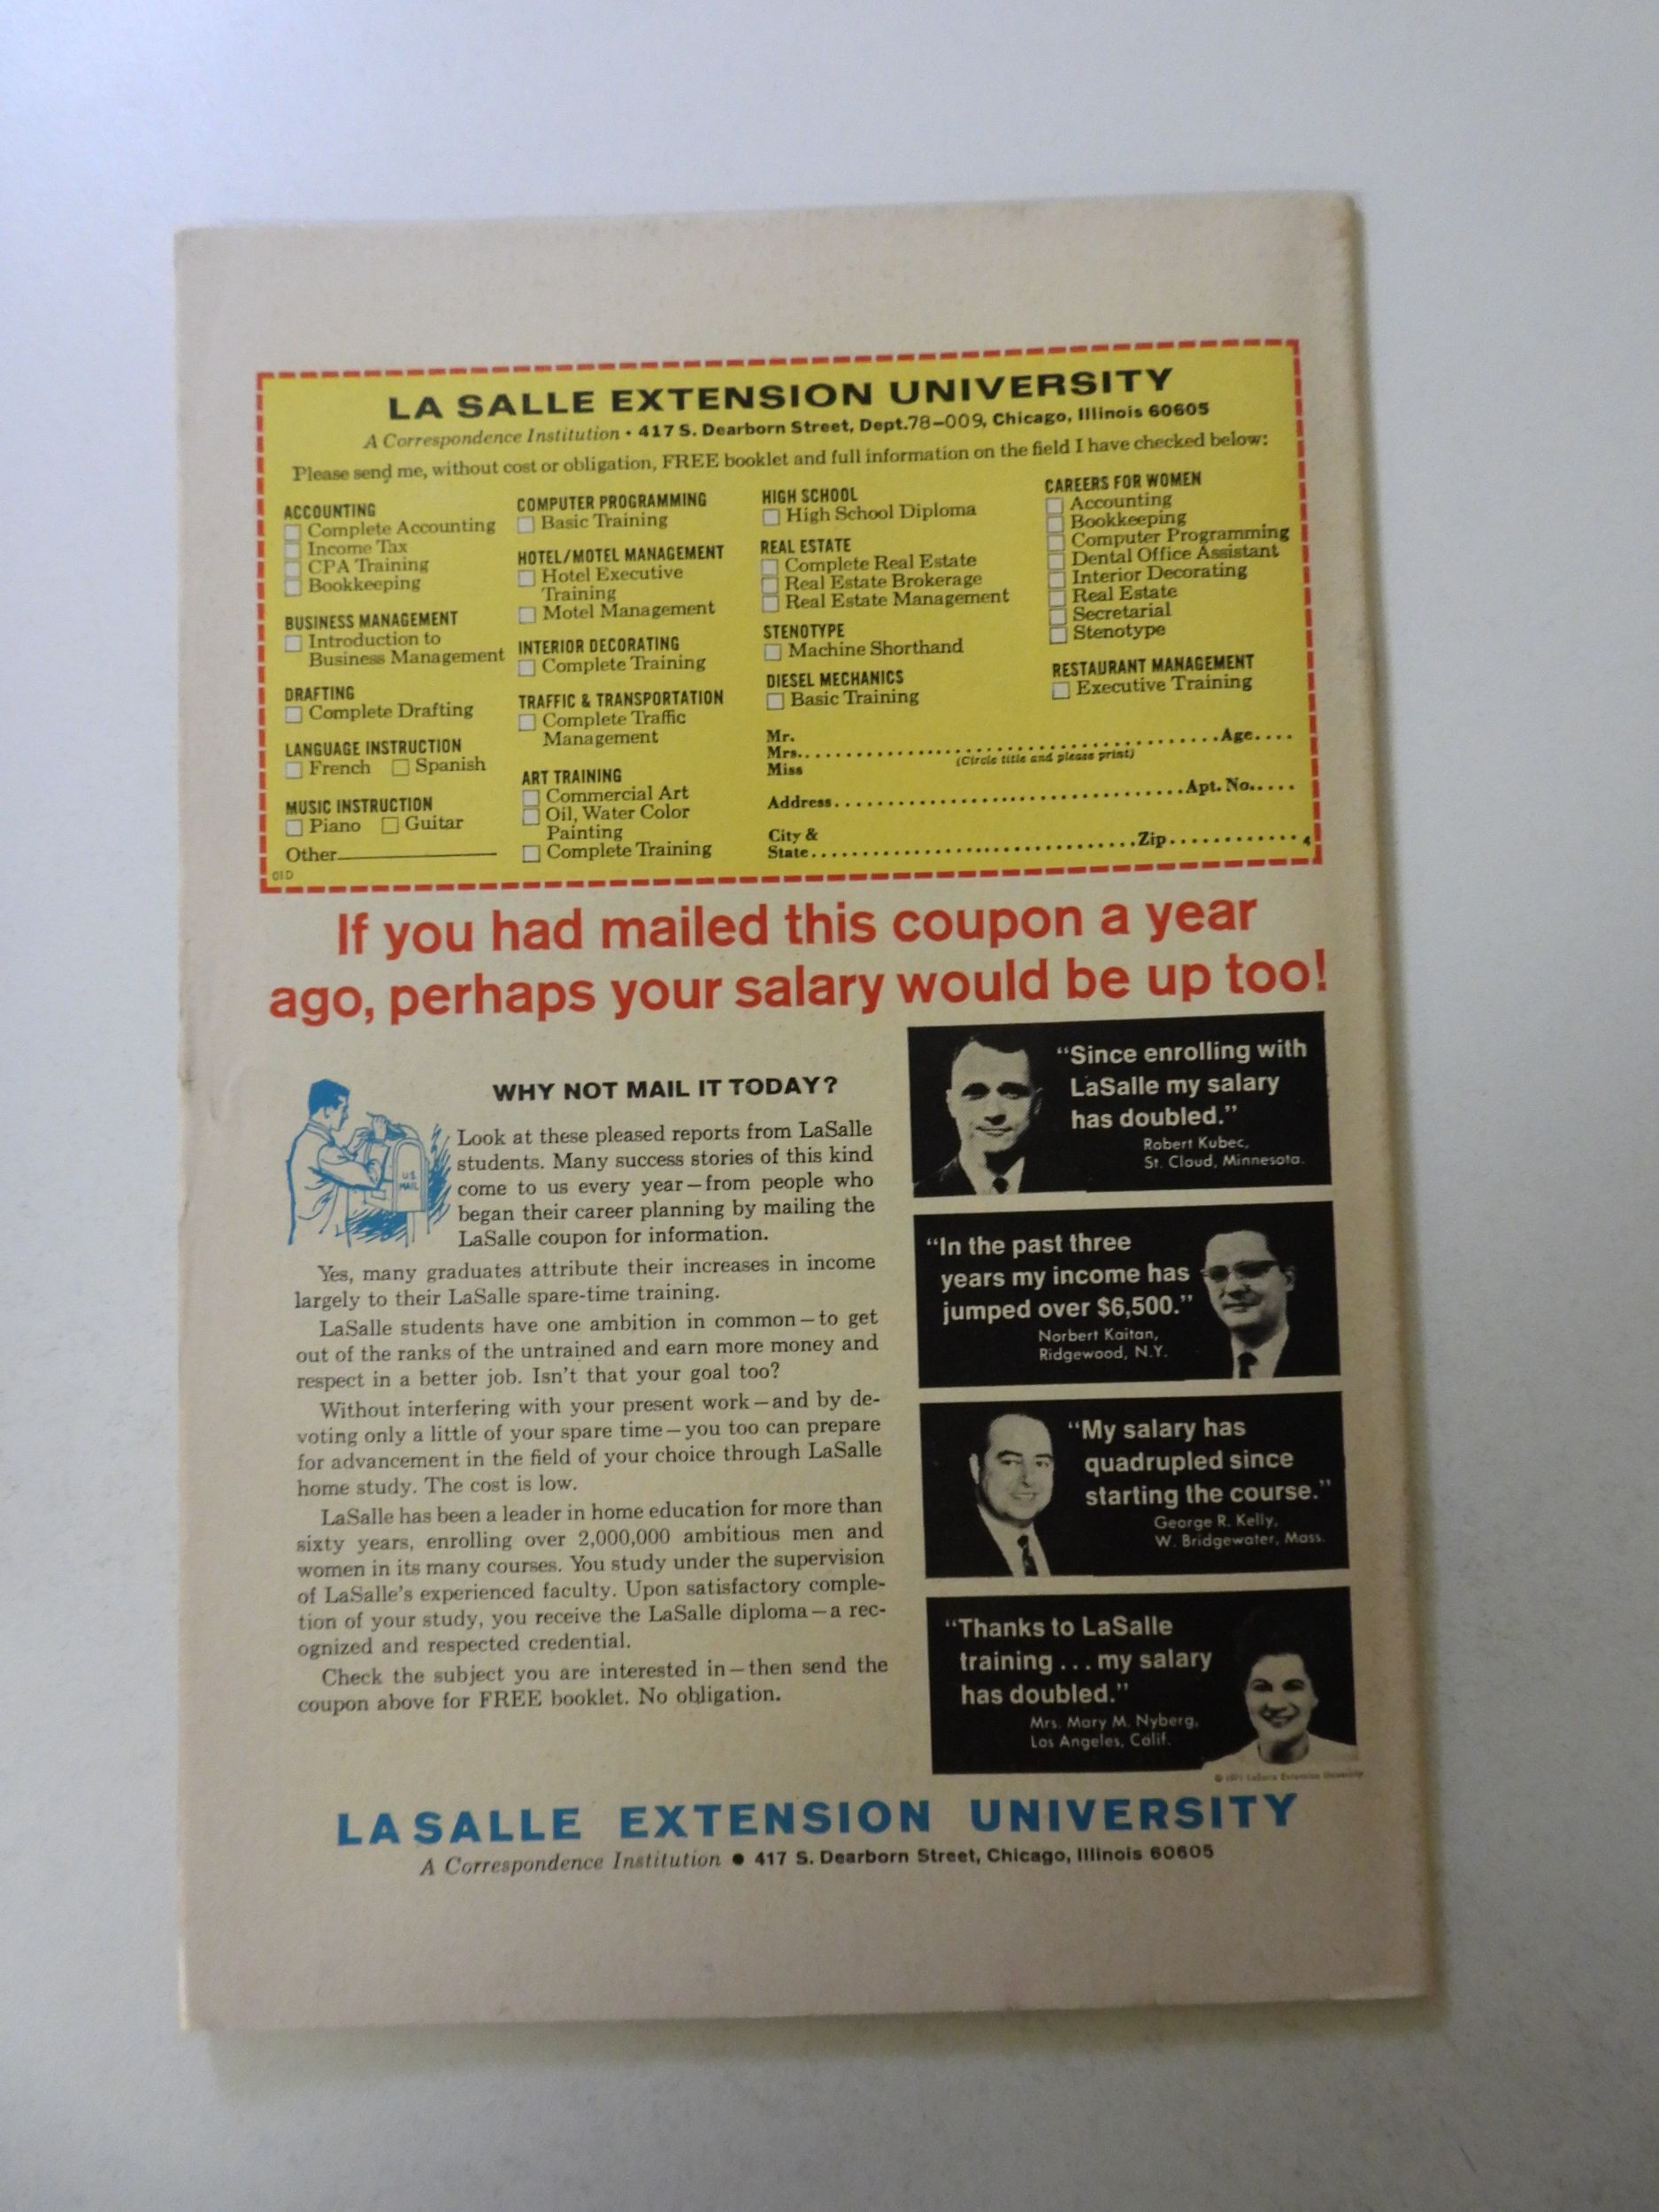 LA SALLE EXTENSION UNIVERSITY
A Correspondence Institution • 417 S. Dearborn Street, Dept.78–009, Chicago, Illinois 60605
Please send me, without cost or obligation, FREE booklet and full information on the field I have checked below:
ACCOUNTING
Complete Accounting
Income Tax
CPA Training
Bookkeeping
BUSINESS MANAGEMENT
Introduction to
Business Management
DRAFTING
Complete Drafting
LANGUAGE INSTRUCTION
French Spanish
MUSIC INSTRUCTION
Piano Guitar
Other
01D
COMPUTER PROGRAMMING
Basic Training
HOTEL/MOTEL MANAGEMENT
Hotel Executive
Training
Motel Management
INTERIOR DECORATING
Complete Training
TRAFFIC & TRANSPORTATION
Complete Traffic
Management
ART TRAINING
Commercial Art
Oil, Water Color
Painting
Complete Training
HIGH SCHOOL
High School Diploma
REAL ESTATE
Complete Real Estate
Real Estate Brokerage
Real Estate Management
STENOTYPE
Machine Shorthand
DIESEL MECHANICS
Basic Training
CAREERS FOR WOMEN
Accounting
Bookkeeping
Computer Programming
Dental Office Assistant
Interior Decorating
Real Estate
Secretarial
Stenotype
RESTAURANT MANAGEMENT
Executive Training
Mr.
Mrs. Age
(Circle title and please print)
Miss
Address Apt. No.
City &
State Zip 4
If you had mailed this coupon a year
ago, perhaps your salary would be up too!
U.S.
MAIL
WHY NOT MAIL IT TODAY?
Look at these pleased reports from LaSalle
students. Many success stories of this kind
come to us every year—from people who
began their career planning by mailing the
LaSalle coupon for information.
Yes, many graduates attribute their increases in income
largely to their LaSalle spare-time training.
LaSalle students have one ambition in common—to get
out of the ranks of the untrained and earn more money and
respect in a better job. Isn't that your goal too?
Without interfering with your present work—and by de-
voting only a little of your spare time—you too can prepare
for advancement in the field of your choice through LaSalle
home study. The cost is low.
LaSalle has been a leader in home education for more than
sixty years, enrolling over 2,000,000 ambitious men and
women in its many courses. You study under the supervision
of LaSalle's experienced faculty. Upon satisfactory comple-
tion of your study, you receive the LaSalle diploma—a rec-
ognized and respected credential.
Check the subject you are interested in—then send the
coupon above for FREE booklet. No obligation.
"Since enrolling with
LaSalle my salary
has doubled."
Robert Kubec,
St. Cloud, Minnesota.
"In the past three
years my income has
jumped over $6,500."
Norbert Kaitan,
Ridgewood, N.Y.
"My salary has
quadrupled since
starting the course."
George R. Kelly,
W. Bridgewater, Mass.
"Thanks to LaSalle
training...my salary
has doubled."
Mrs. Mary M. Nyberg,
Los Angeles, Calif.
© 1971 LaSalle Extension University
LASALLE EXTENSION UNIVERSITY
A Correspondence Institution • 417 S. Dearborn Street, Chicago, Illinois 60605